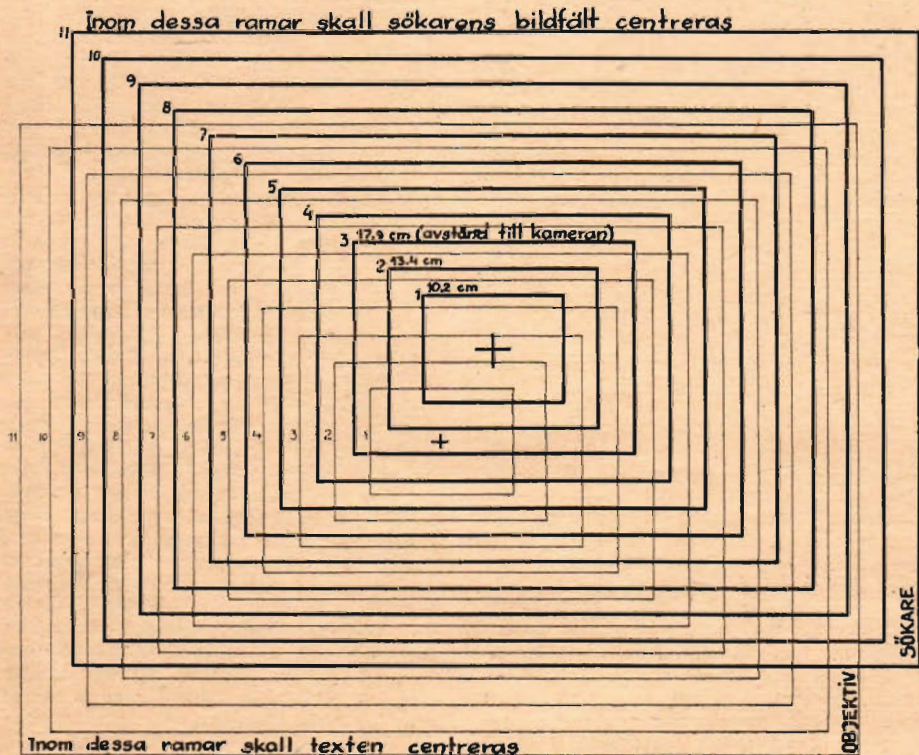 Inom dessa ramar skall sökarens bildfält centreras
11
10
9
8
7
6
5
4
3 17.9 cm (avstånd till kameran)
2 13.4 cm
1 10.2 cm
11 10 9 8 7 6 5 4 3 2 1
SÖKARE
OBJEKTIV
Inom dessa ramar skall texten centreras